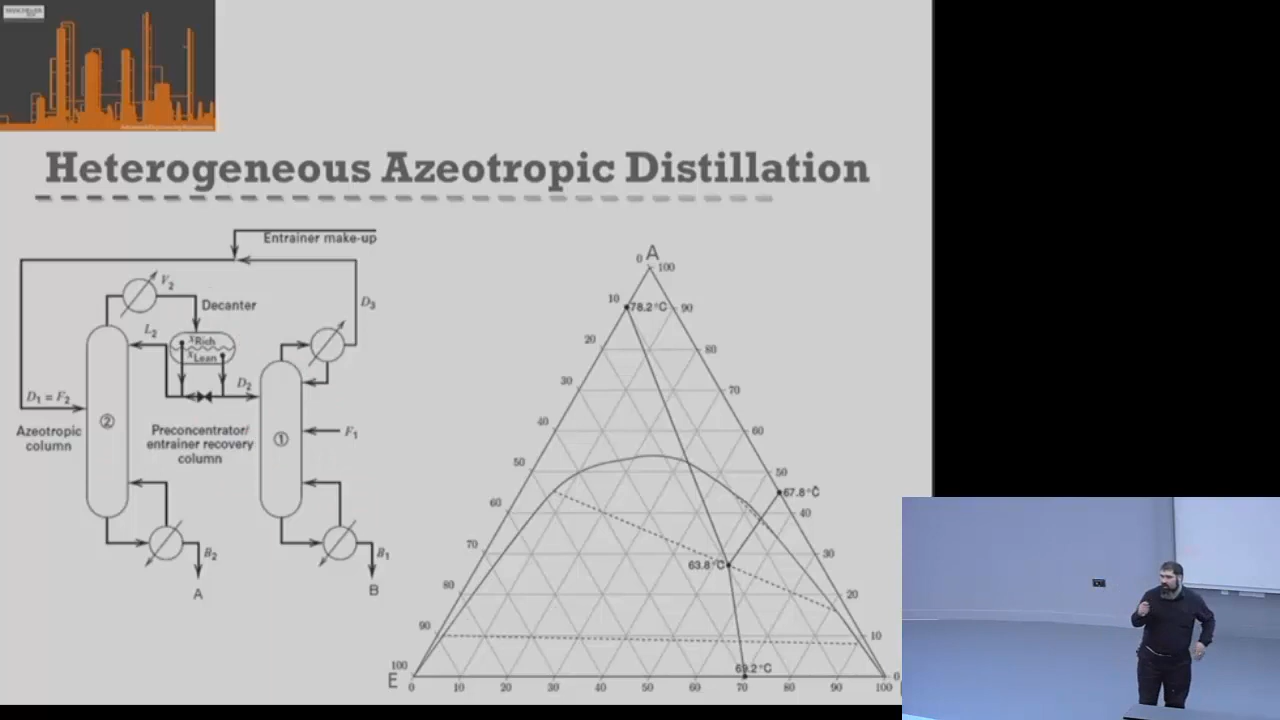 Heterogeneous Azeotropic Distillation
Entrainer make-up
V2
Decanter
D3
L2
xRich
xLean
D2
D1 = F2
Azeotropic
column
②
Preconcentrator/
entrainer recovery
column
①
F1
B2
B1
A
B
A
0 100
10 78.2 °C 90
20 80
30 70
40 60
50 50
67.8 °C
60 40
70 30
63.8 °C
80 20
90 10
69.2 °C
100 0
E
0 10 20 30 40 50 60 70 80 90 100